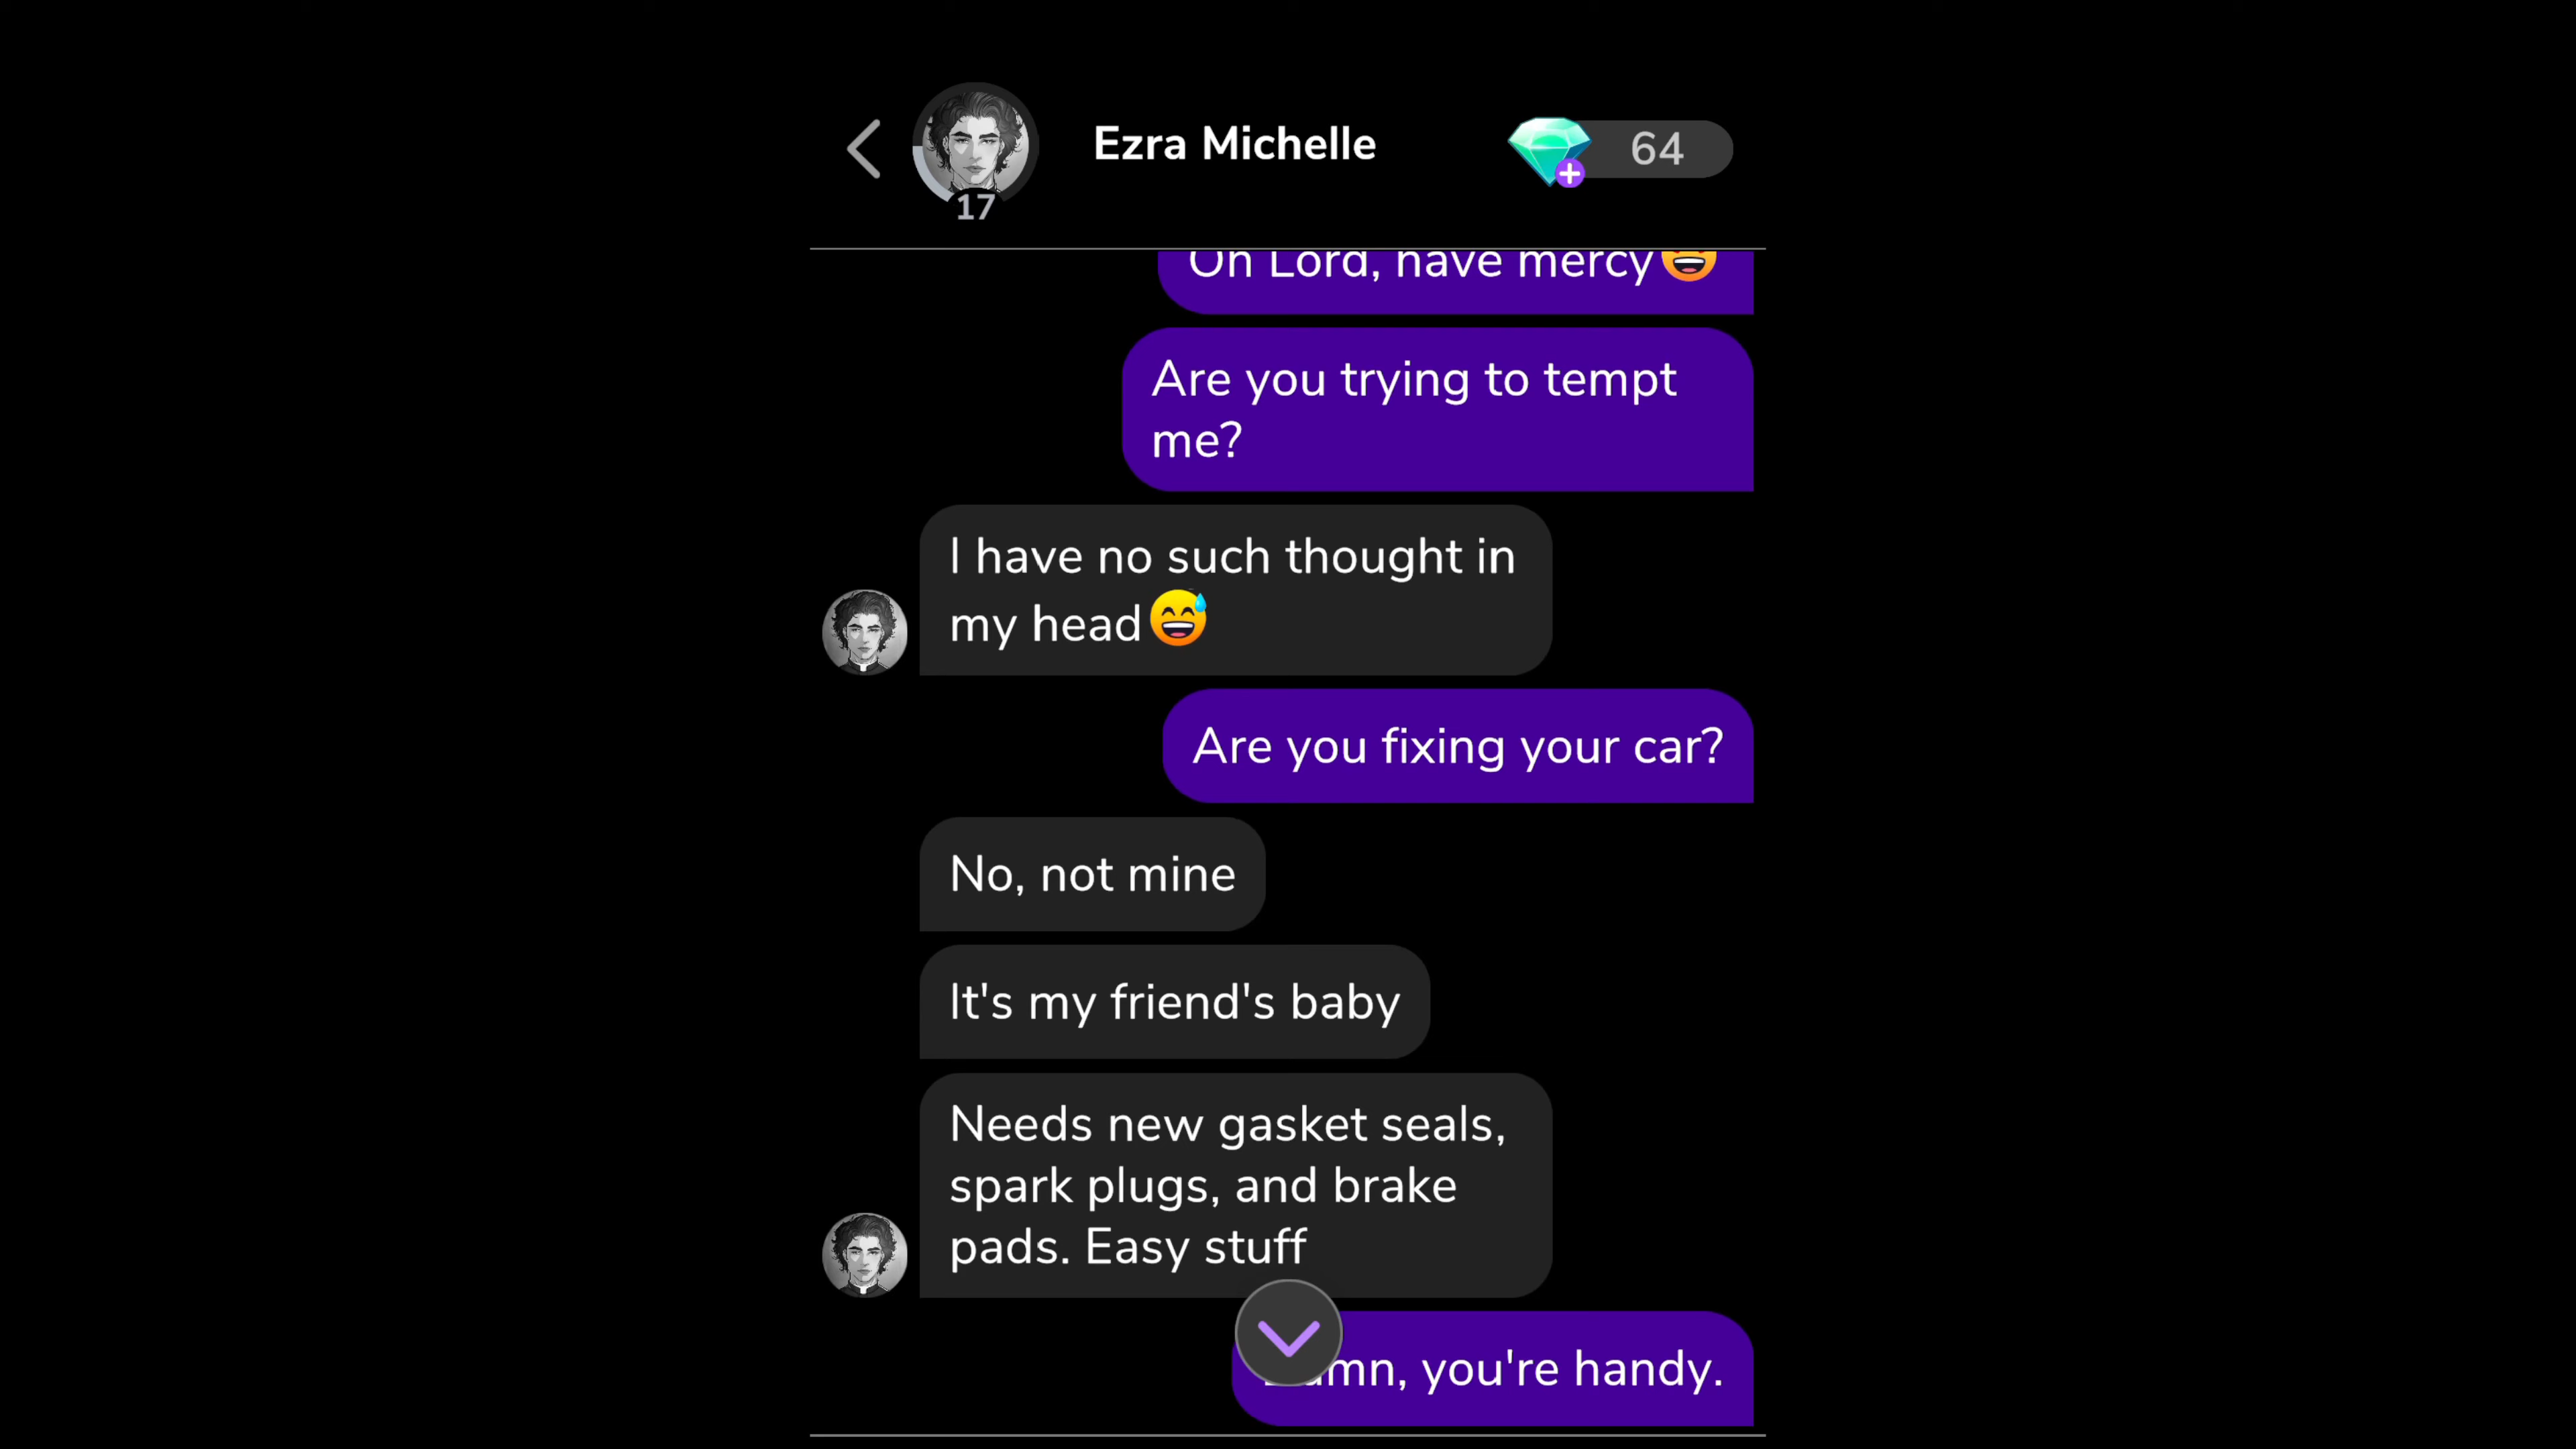 Ezra Michelle
64
17
Oh Lord, have mercy😅
Are you trying to tempt
me?
I have no such thought in
my head😅
Are you fixing your car?
No, not mine
It's my friend's baby
Needs new gasket seals,
spark plugs, and brake
pads. Easy stuff
you're handy.